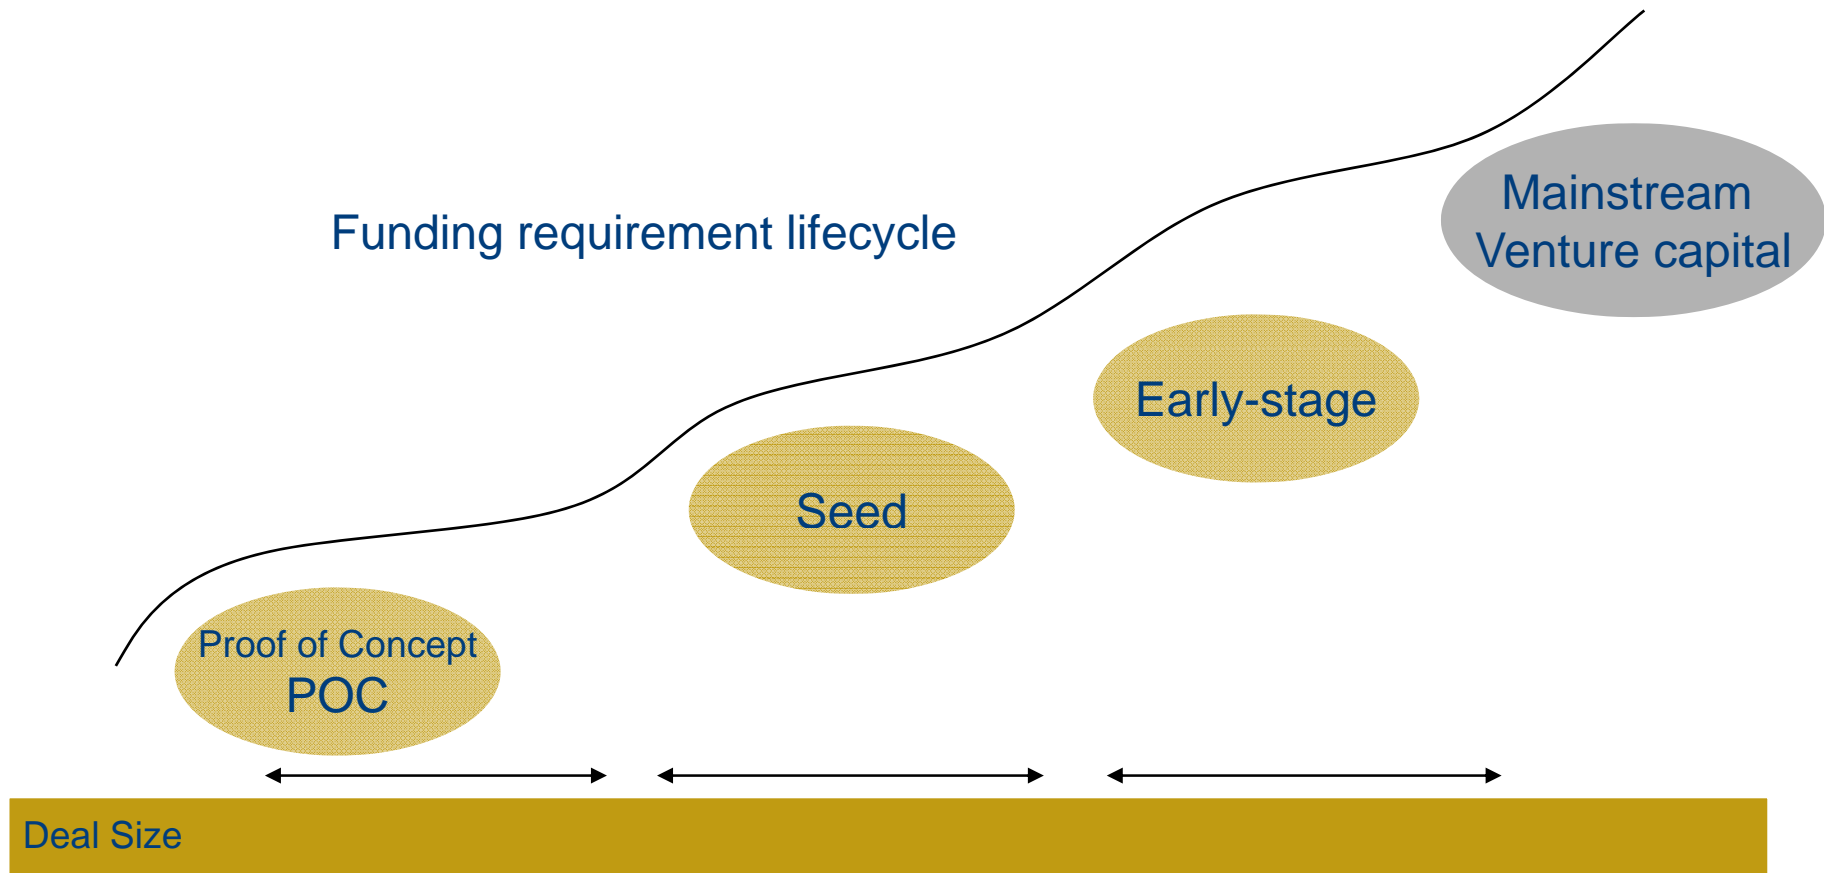 Funding requirement lifecycle
Mainstream
Venture capital
Early-stage
Seed
Proof of Concept
POC
Deal Size